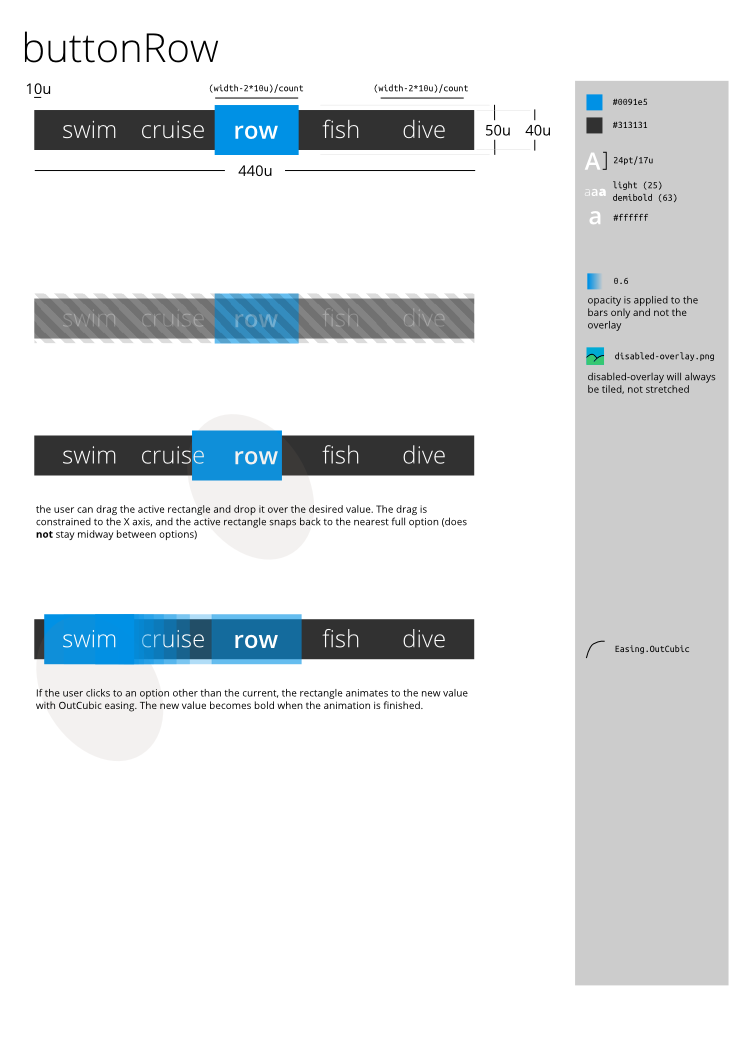 buttonRow
10u
(width-2*10u)/count
(width-2*10u)/count
swim cruise row fish dive
50u 40u
440u
swim cruise row fish dive
swim cruise row fish dive
the user can drag the active rectangle and drop it over the desired value. The drag is
constrained to the X axis, and the active rectangle snaps back to the nearest full option (does
not stay midway between options)
swim cruise row fish dive
If the user clicks to an option other than the current, the rectangle animates to the new value
with OutCubic easing. The new value becomes bold when the animation is finished.
#0091e5
#313131
A 24pt/17u
aaa light (25)
demibold (63)
a #ffffff
0.6
opacity is applied to the
bars only and not the
overlay
disabled-overlay.png
disabled-overlay will always
be tiled, not stretched
Easing.OutCubic